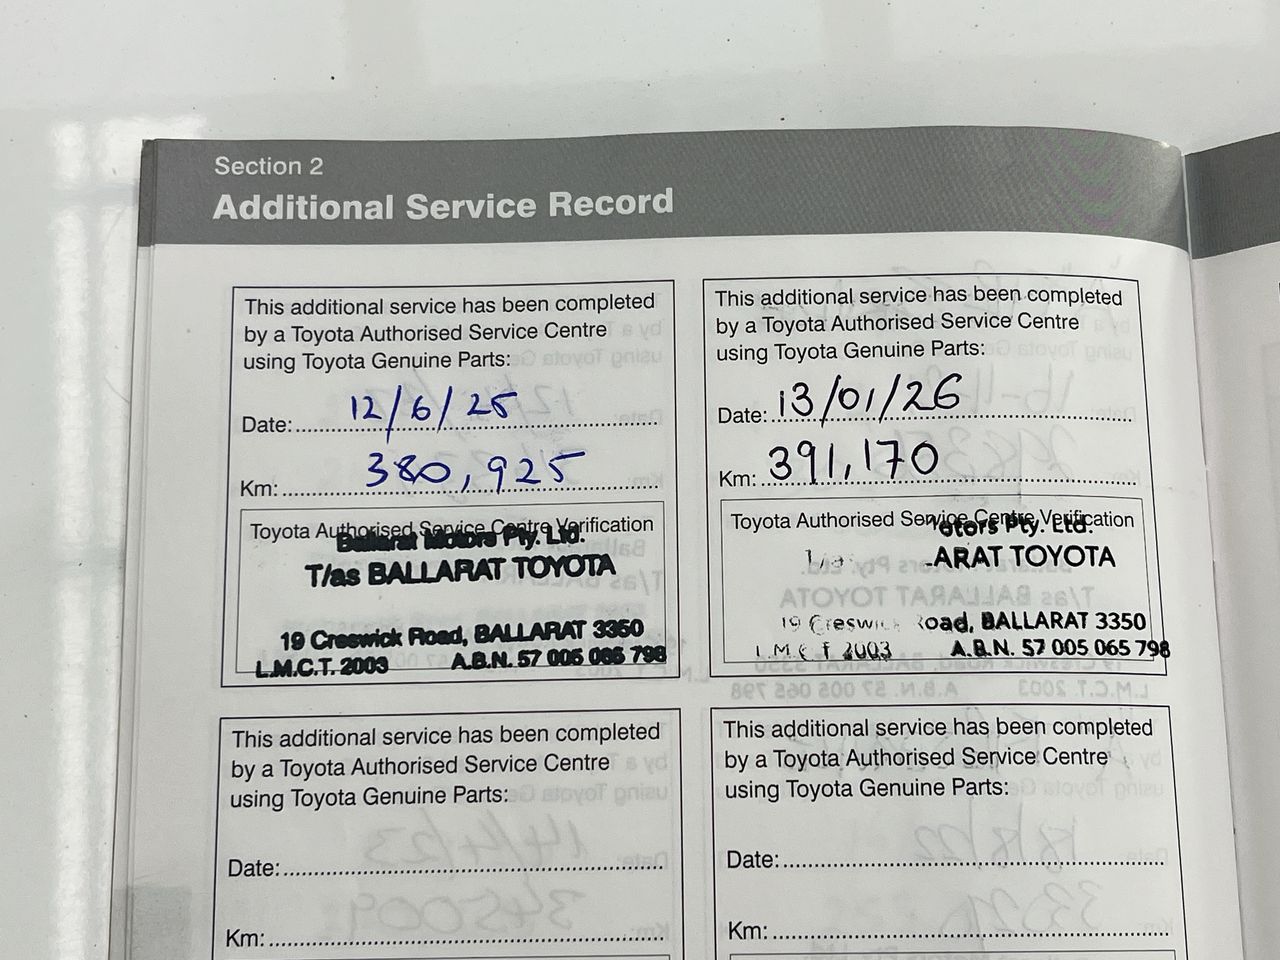 Section 2
Additional Service Record
This additional service has been completed
by a Toyota Authorised Service Centre
using Toyota Genuine Parts:
Date: 12/6/25
Km: 380,925
Toyota Authorised Service Centre Verification
Ballarat Motors Pty. Ltd.
T/as BALLARAT TOYOTA
19 Creswick Road, BALLARAT 3350
L.M.C.T. 2003 A.B.N. 57 005 065 798
This additional service has been completed
by a Toyota Authorised Service Centre
using Toyota Genuine Parts:
Date: 13/01/26
Km: 391,170
Toyota Authorised Service Centre Verification
otors Pty. Ltd.
ARAT TOYOTA
19 Creswick Road, BALLARAT 3350
L.M.C.T. 2003 A.B.N. 57 005 065 798
This additional service has been completed
by a Toyota Authorised Service Centre
using Toyota Genuine Parts:
Date:
Km:
This additional service has been completed
by a Toyota Authorised Service Centre
using Toyota Genuine Parts:
Date:
Km: